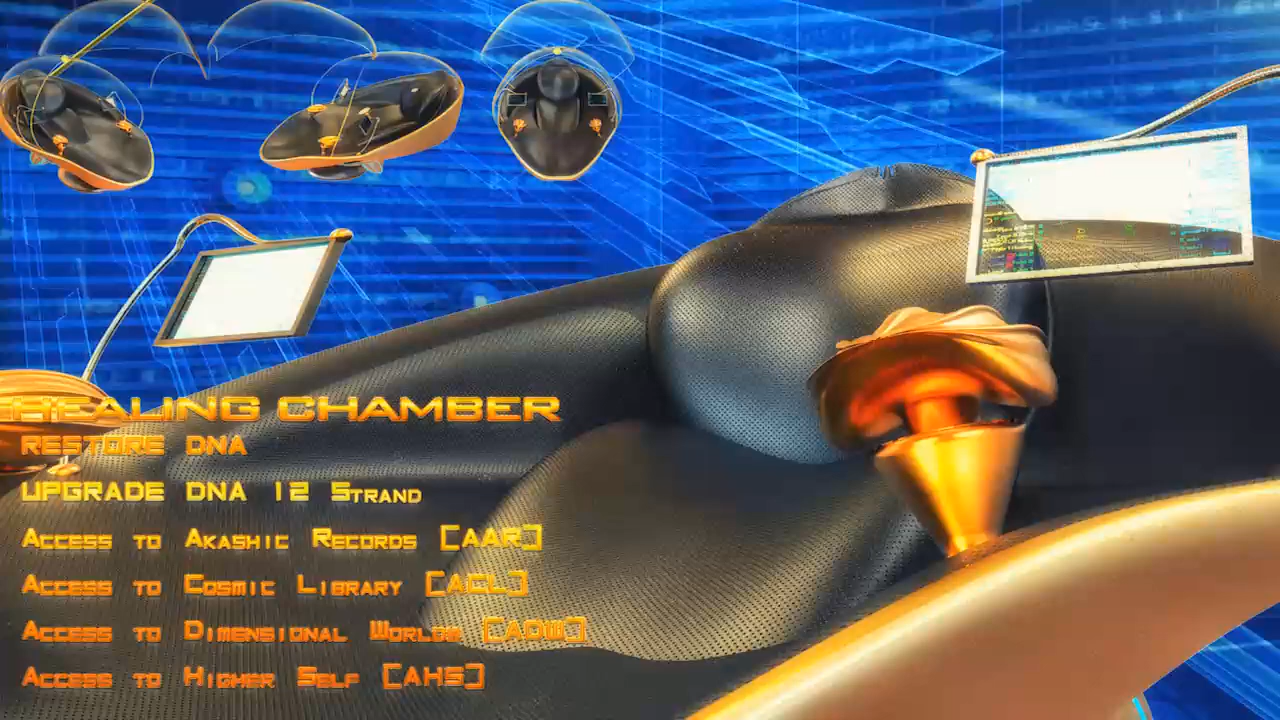 HEALING CHAMBER
RESTORE DNA
UPGRADE DNA 12 STRAND
ACCESS TO AKASHIC RECORDS [AAR]
ACCESS TO COSMIC LIBRARY [ACL]
ACCESS TO DIMENSIONAL WORLDS [ADW]
ACCESS TO HIGHER SELF [AHS]